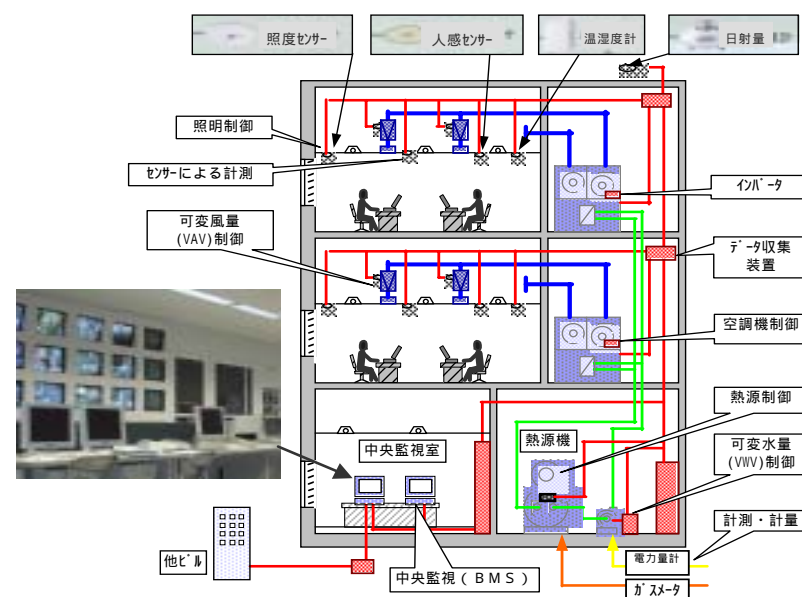 照度ｾﾝｻｰ
人感ｾﾝｻｰ
温湿度計
日射量
照明制御
ｾﾝｻｰによる計測
可変風量
(VAV)制御
ｲﾝﾊﾞｰﾀ
ﾃﾞｰﾀ収集
装置
空調機制御
熱源制御
可変水量
(VWV)制御
計測・計量
中央監視室
熱源機
他ﾋﾞﾙ
中央監視(ＢＭＳ)
電力量計
ｶﾞｽﾒｰﾀ